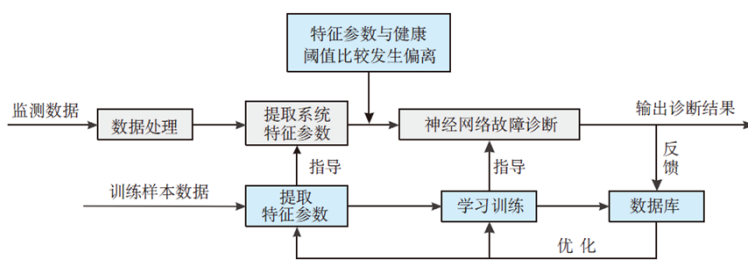 特征参数与健康
阈值比较发生偏离
监测数据
数据处理
提取系统
特征参数
神经网络故障诊断
输出诊断结果
指导
指导
反
馈
训练样本数据
提取
特征参数
学习训练
数据库
优 化